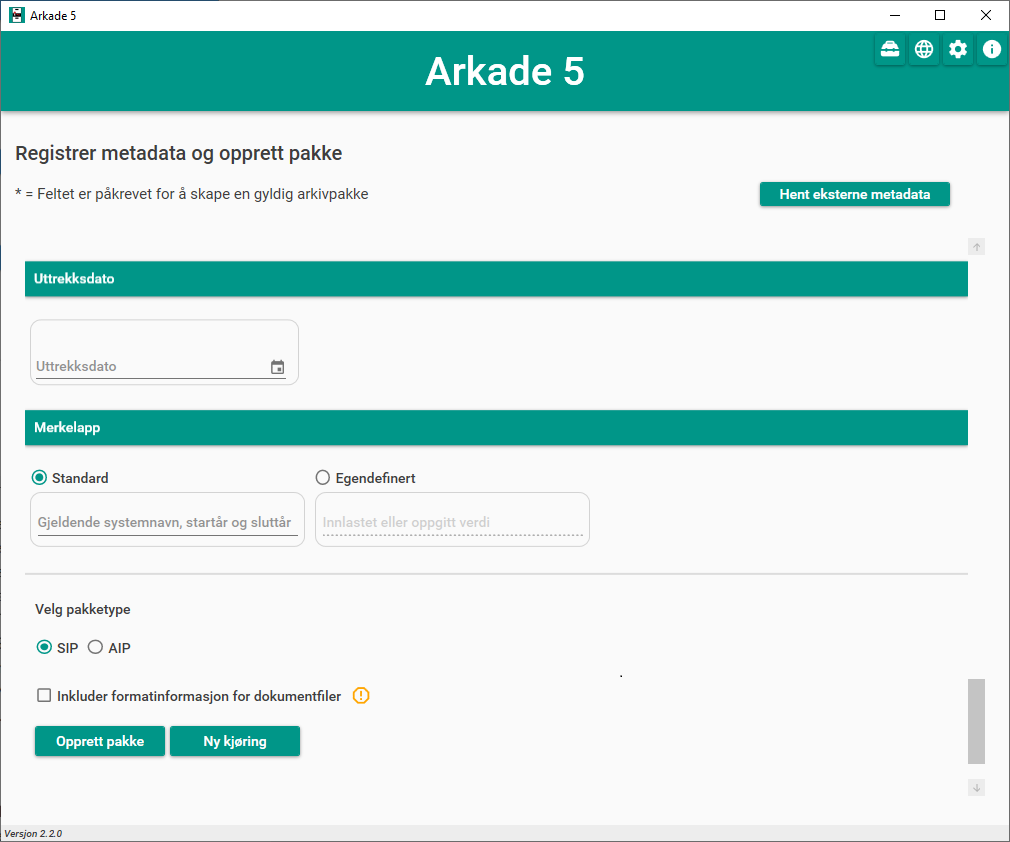 Arkade 5
Arkade 5
Registrer metadata og opprett pakke
* = Feltet er påkrevet for å skape en gyldig arkivpakke
Hent eksterne metadata
Uttrekksdato
Uttrekksdato
Merkelapp
Standard
Egendefinert
Gjeldende systemnavn, startår og sluttår
Innlastet eller oppgitt verdi
Velg pakketype
SIP AIP
Inkluder formatinformasjon for dokumentfiler
Opprett pakke
Ny kjøring
Versjon 2.2.0